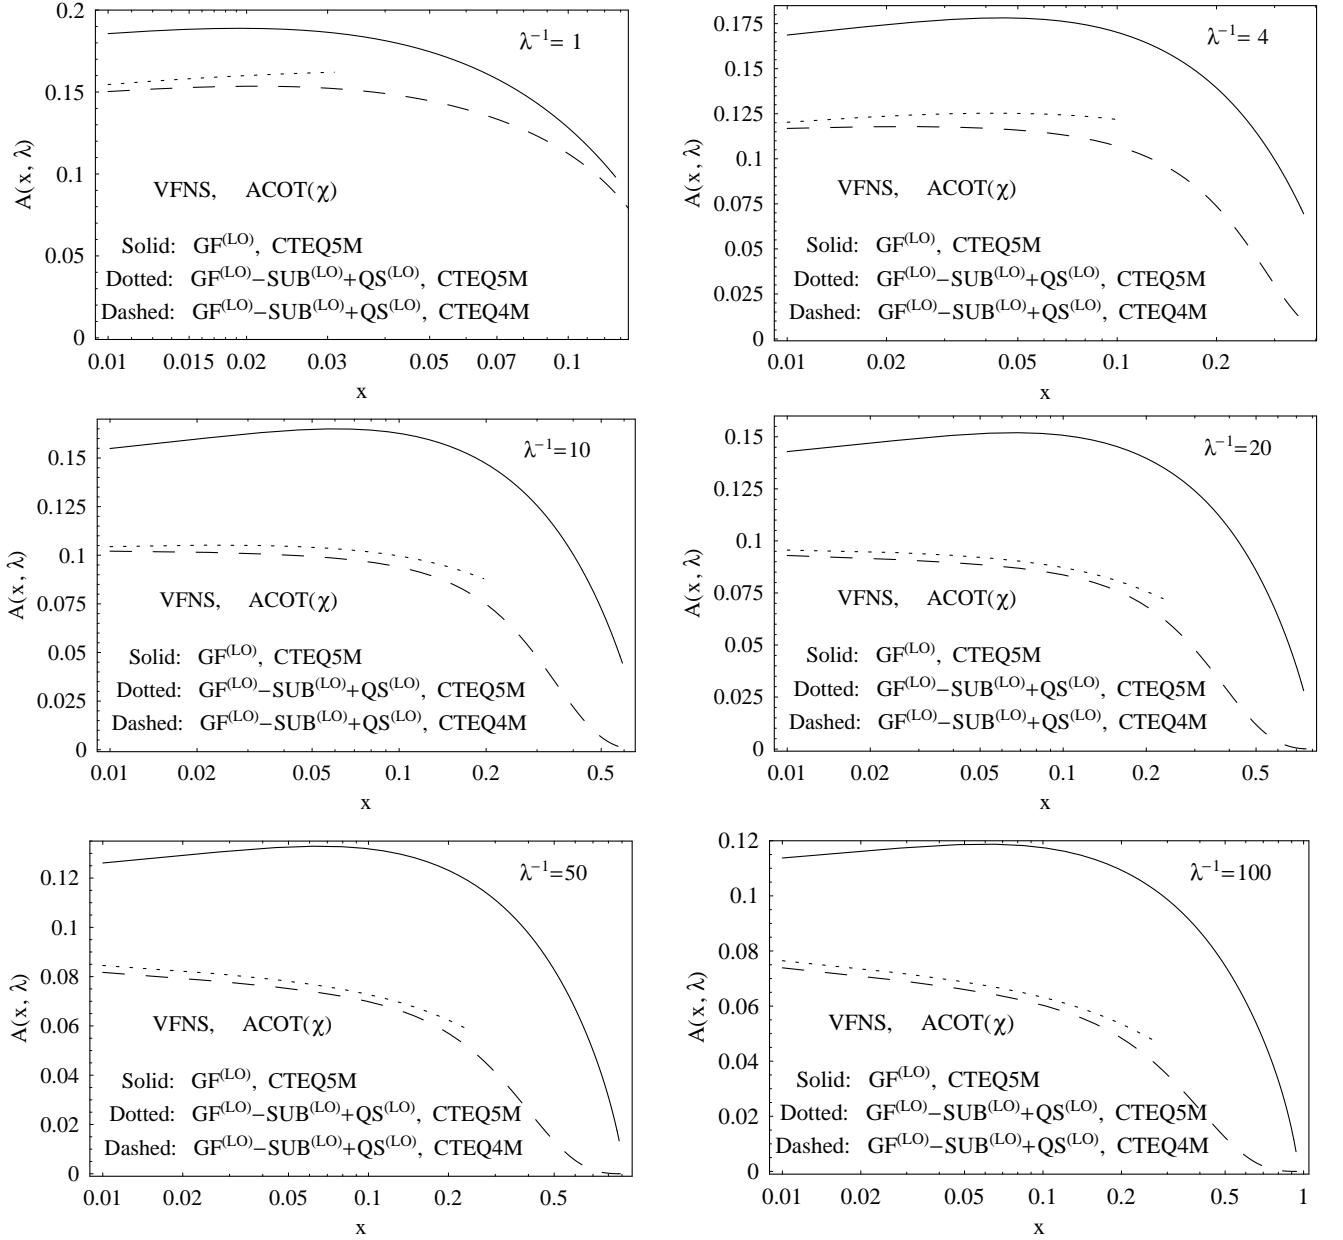 0.2
0.15
0.1
0.05
0
A(x, λ)
λ⁻¹= 1
VFNS, ACOT(χ)
Solid: GF(LO), CTEQ5M
Dotted: GF(LO)−SUB(LO)+QS(LO), CTEQ5M
Dashed: GF(LO)−SUB(LO)+QS(LO), CTEQ4M
0.01 0.015 0.02 0.03 0.05 0.07 0.1
x
0.175
0.15
0.125
0.1
0.075
0.05
0.025
0
A(x, λ)
λ⁻¹= 4
VFNS, ACOT(χ)
Solid: GF(LO), CTEQ5M
Dotted: GF(LO)−SUB(LO)+QS(LO), CTEQ5M
Dashed: GF(LO)−SUB(LO)+QS(LO), CTEQ4M
0.01 0.02 0.05 0.1 0.2
x
0.15
0.125
0.1
0.075
0.05
0.025
0
A(x, λ)
λ⁻¹=10
VFNS, ACOT(χ)
Solid: GF(LO), CTEQ5M
Dotted: GF(LO)−SUB(LO)+QS(LO), CTEQ5M
Dashed: GF(LO)−SUB(LO)+QS(LO), CTEQ4M
0.01 0.02 0.05 0.1 0.2 0.5
x
0.15
0.125
0.1
0.075
0.05
0.025
0
A(x, λ)
λ⁻¹=20
VFNS, ACOT(χ)
Solid: GF(LO), CTEQ5M
Dotted: GF(LO)−SUB(LO)+QS(LO), CTEQ5M
Dashed: GF(LO)−SUB(LO)+QS(LO), CTEQ4M
0.01 0.02 0.05 0.1 0.2 0.5
x
0.12
0.1
0.08
0.06
0.04
0.02
0
A(x, λ)
λ⁻¹=50
VFNS, ACOT(χ)
Solid: GF(LO), CTEQ5M
Dotted: GF(LO)−SUB(LO)+QS(LO), CTEQ5M
Dashed: GF(LO)−SUB(LO)+QS(LO), CTEQ4M
0.01 0.02 0.05 0.1 0.2 0.5
x
0.12
0.1
0.08
0.06
0.04
0.02
0
A(x, λ)
λ⁻¹=100
VFNS, ACOT(χ)
Solid: GF(LO), CTEQ5M
Dotted: GF(LO)−SUB(LO)+QS(LO), CTEQ5M
Dashed: GF(LO)−SUB(LO)+QS(LO), CTEQ4M
0.01 0.02 0.05 0.1 0.2 0.5 1
x